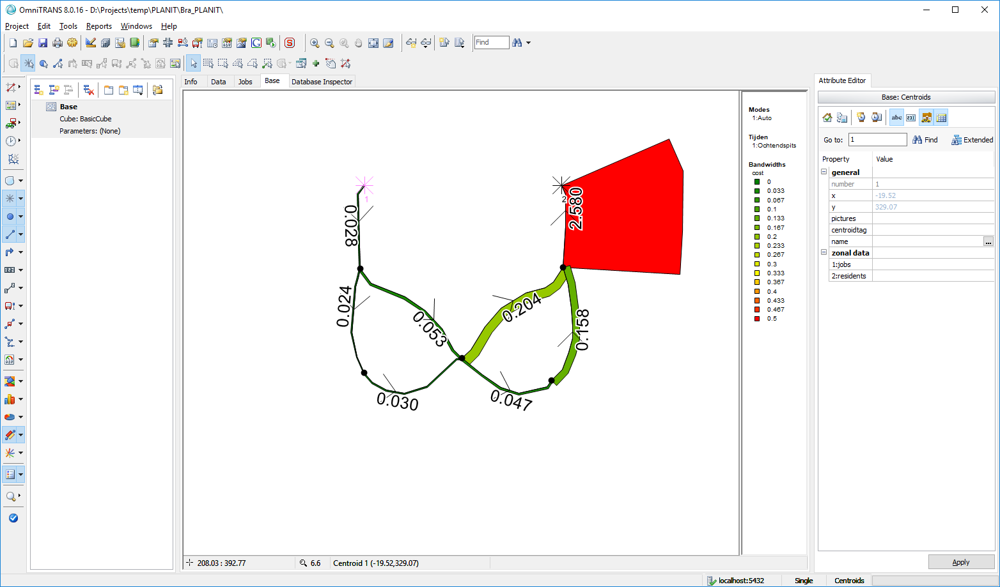 OmniTRANS 8.0.16 - D:\Projects\temp\PLANIT\Bra_PLANIT\
Project Edit Tools Reports Windows Help
Find
Info Data Jobs Base Database Inspector
Base
Cube: BasicCube
Parameters: (None)
1
2
2.580
0.028
0.024
0.053
0.204
0.158
0.030
0.047
Modes
1:Auto
Tijden
1:Ochtendspits
Bandwidths
cost
0
0.033
0.067
0.1
0.133
0.167
0.2
0.233
0.267
0.3
0.333
0.367
0.4
0.433
0.467
0.5
Attribute Editor
Base: Centroids
abc
Go to: 1 Find Extended
Property Value
general
number 1
x -19.52
y 329.07
pictures
centroidtag
name ...
zonal data
1:jobs
2:residents
Apply
208.03 : 392.77 6.6 Centroid 1 (-19.52,329.07)
localhost:5432 Single Centroids